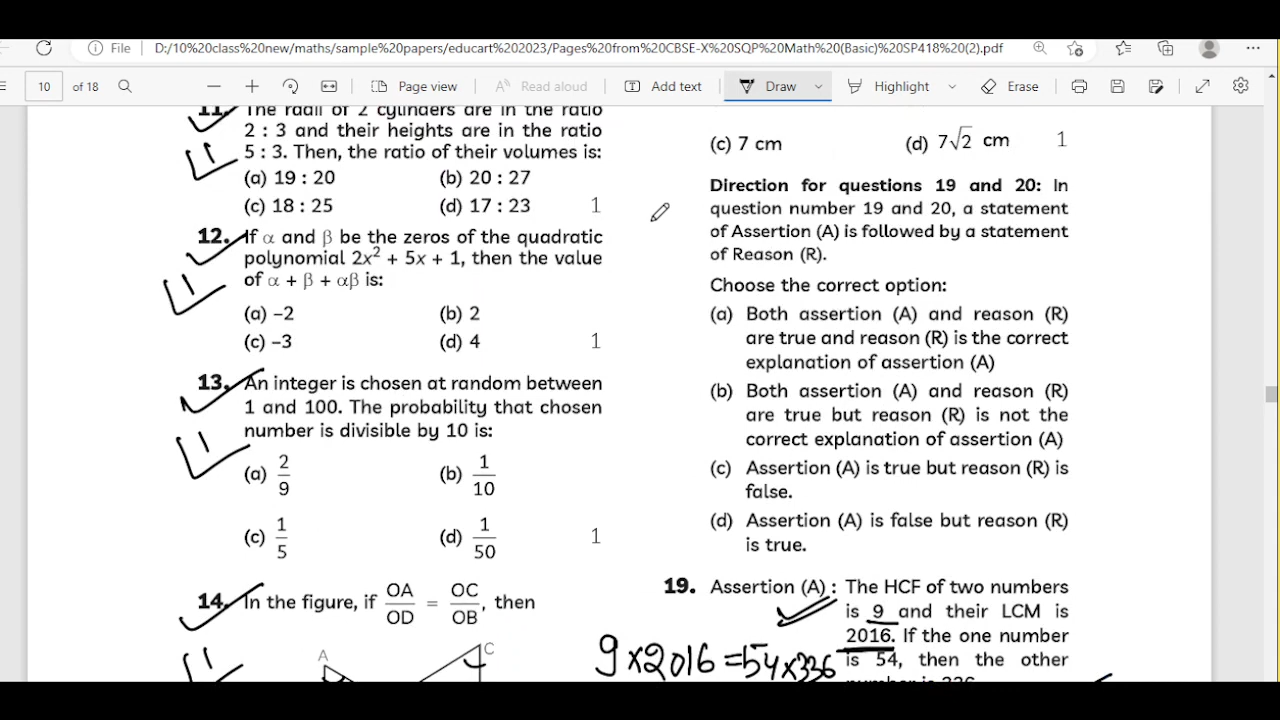 File D:/10%20class%20new/maths/sample%20papers/educart%202023/Pages%20from%20CBSE-X%20SQP%20Math%20(Basic)%20SP418%20(2).pdf
10 of 18 Page view Read aloud Add text Draw Highlight Erase
11. The radii of 2 cylinders are in the ratio
2 : 3 and their heights are in the ratio
5 : 3. Then, the ratio of their volumes is:
(a) 19 : 20 (b) 20 : 27
(c) 18 : 25 (d) 17 : 23 1
12. If α and β be the zeros of the quadratic
polynomial 2x² + 5x + 1, then the value
of α + β + αβ is:
(a) –2 (b) 2
(c) –3 (d) 4 1
13. An integer is chosen at random between
1 and 100. The probability that chosen
number is divisible by 10 is:
(a) 2/9 (b) 1/10
(c) 1/5 (d) 1/50 1
14. In the figure, if OA/OD = OC/OB, then
A C
(c) 7 cm (d) 7√2 cm 1
Direction for questions 19 and 20: In
question number 19 and 20, a statement
of Assertion (A) is followed by a statement
of Reason (R).
Choose the correct option:
(a) Both assertion (A) and reason (R)
are true and reason (R) is the correct
explanation of assertion (A)
(b) Both assertion (A) and reason (R)
are true but reason (R) is not the
correct explanation of assertion (A)
(c) Assertion (A) is true but reason (R) is
false.
(d) Assertion (A) is false but reason (R)
is true.
19. Assertion (A) : The HCF of two numbers
is 9 and their LCM is
2016. If the one number
is 54, then the other
number is 336
9×2016=54×336